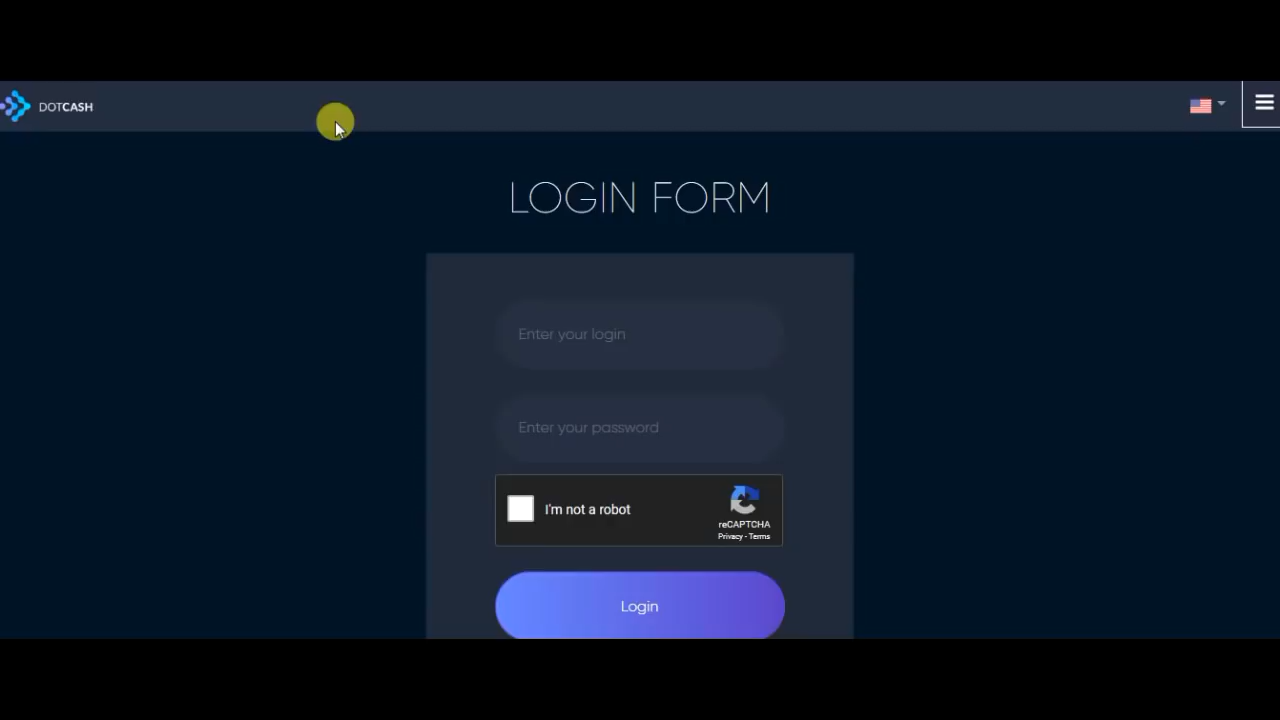 DOTCASH
LOGIN FORM
Enter your login
Enter your password
I'm not a robot
reCAPTCHA
Privacy - Terms
Login